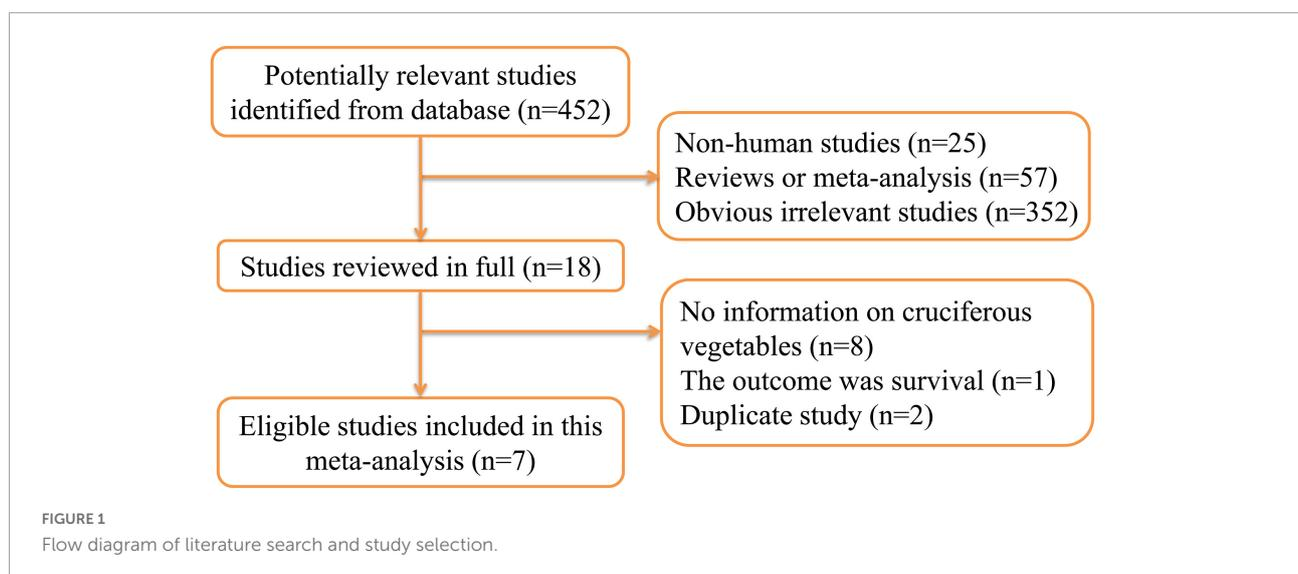 Potentially relevant studies
identified from database (n=452)
Non-human studies (n=25)
Reviews or meta-analysis (n=57)
Obvious irrelevant studies (n=352)
Studies reviewed in full (n=18)
No information on cruciferous
vegetables (n=8)
The outcome was survival (n=1)
Duplicate study (n=2)
Eligible studies included in this
meta-analysis (n=7)
FIGURE 1
Flow diagram of literature search and study selection.